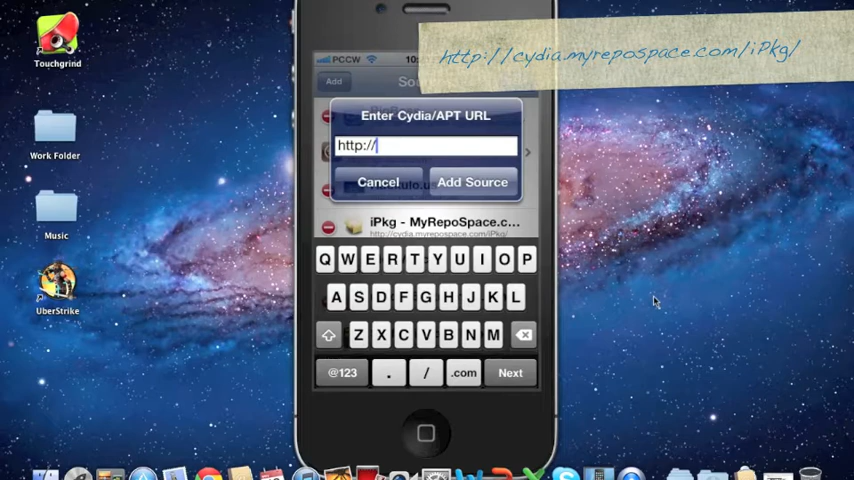 http://cydia.myrepospace.com/iPkg/
Touchgrind
Work Folder
Music
UberStrike
PCCW
Add
Enter Cydia/APT URL
http://
Cancel
Add Source
iPkg - MyRepoSpace.c...
http://cydia.myrepospace.com/iPkg/
Q W E R T Y U I O P
A S D F G H J K L
Z X C V B N M
@123 . / .com Next